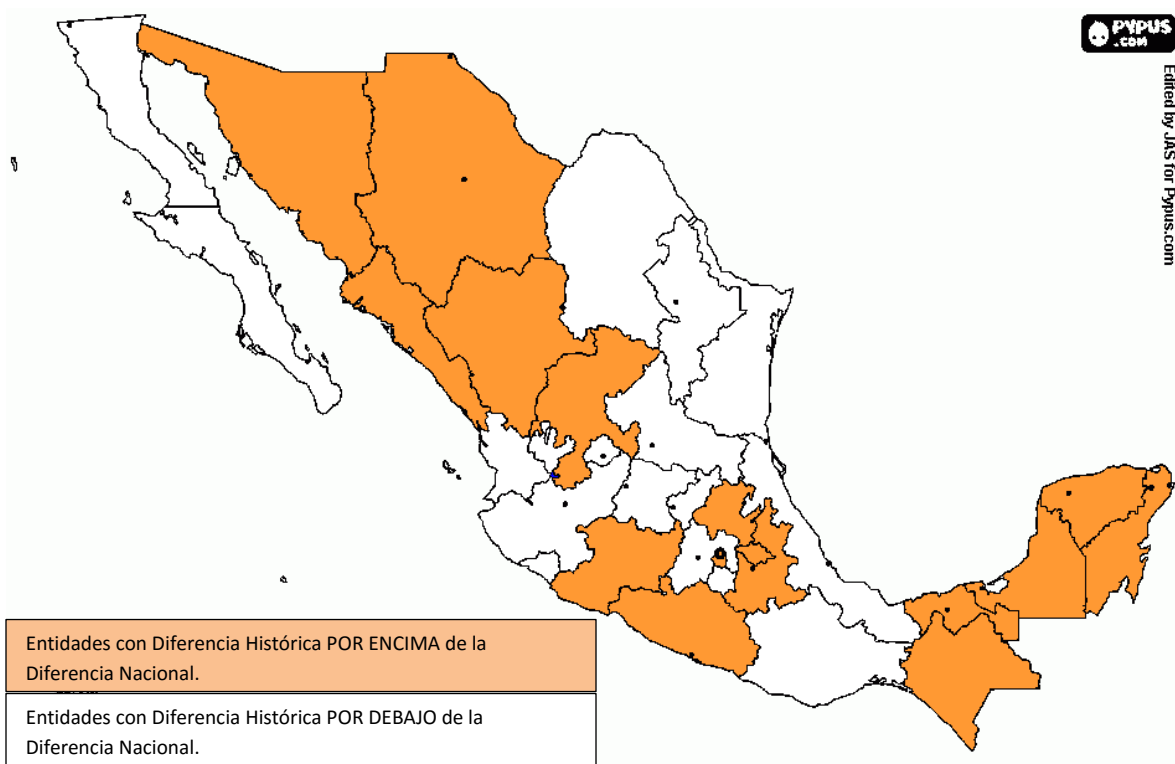 PYPUS
.COM
Edited by JAS for Pypus.com
Entidades con Diferencia Histórica POR ENCIMA de la
Diferencia Nacional.
Entidades con Diferencia Histórica POR DEBAJO de la
Diferencia Nacional.